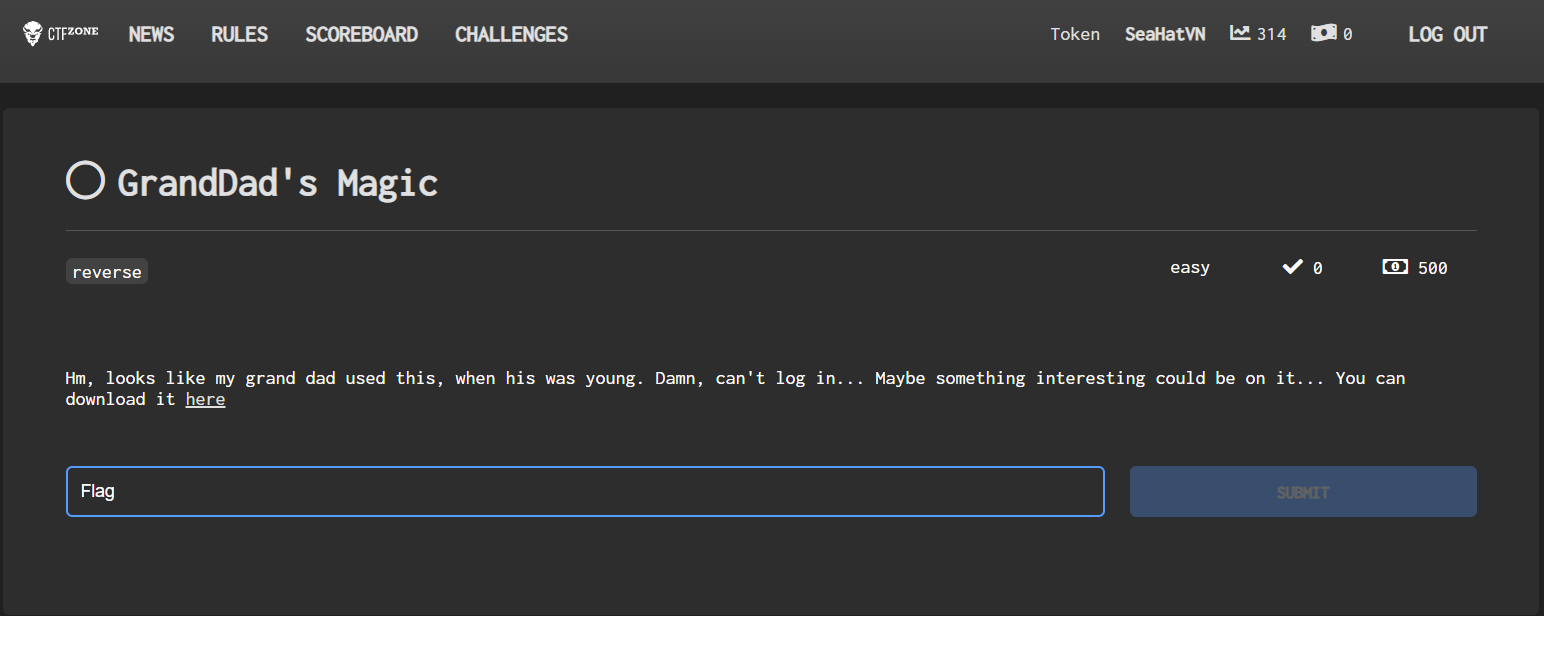 CTFZONE NEWS RULES SCOREBOARD CHALLENGES Token SeaHatVN 314 0 LOG OUT
GrandDad's Magic
reverse easy 0 500
Hm, looks like my grand dad used this, when his was young. Damn, can't log in... Maybe something interesting could be on it... You can
download it here
Flag SUBMIT